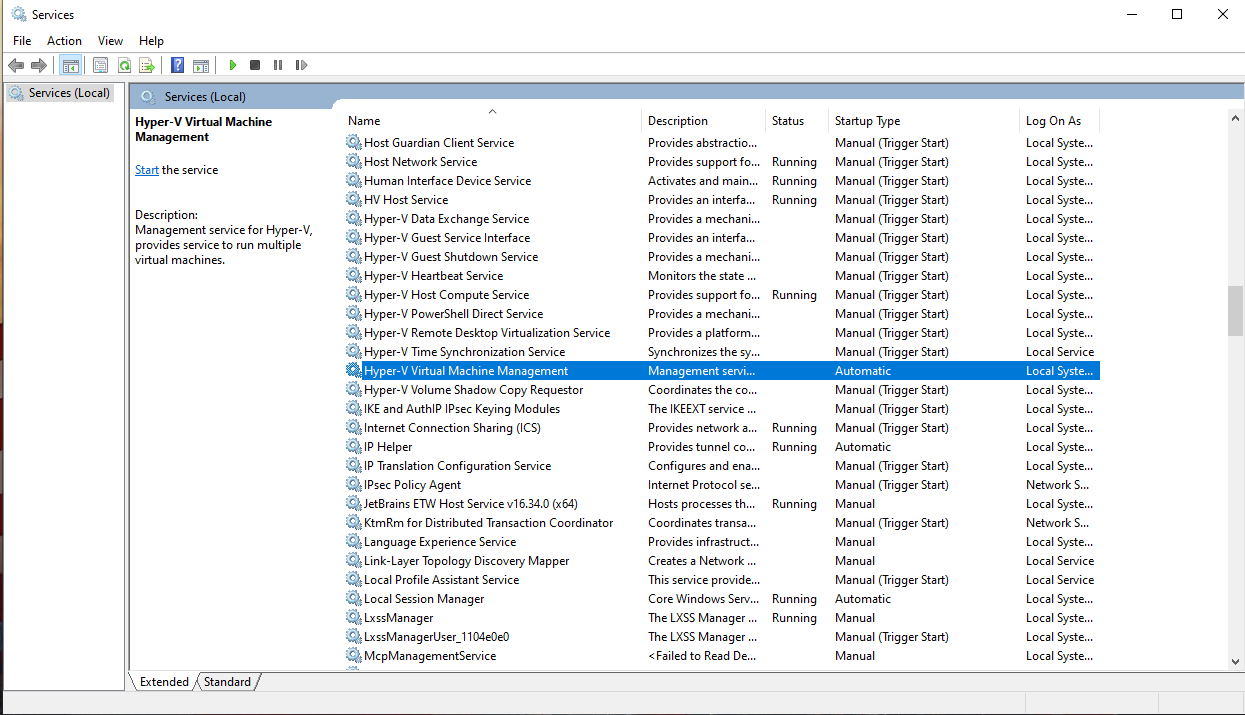 Services
File Action View Help
Services (Local)
Services (Local)
Hyper-V Virtual Machine
Management
Start the service
Description:
Management service for Hyper-V,
provides service to run multiple
virtual machines.
Name Description Status Startup Type Log On As
Host Guardian Client Service Provides abstractio... Manual (Trigger Start) Local Syste...
Host Network Service Provides support fo... Running Manual (Trigger Start) Local Syste...
Human Interface Device Service Activates and main... Running Manual (Trigger Start) Local Syste...
HV Host Service Provides an interfa... Running Manual (Trigger Start) Local Syste...
Hyper-V Data Exchange Service Provides a mechani... Manual (Trigger Start) Local Syste...
Hyper-V Guest Service Interface Provides an interfa... Manual (Trigger Start) Local Syste...
Hyper-V Guest Shutdown Service Provides a mechani... Manual (Trigger Start) Local Syste...
Hyper-V Heartbeat Service Monitors the state ... Manual (Trigger Start) Local Syste...
Hyper-V Host Compute Service Provides support fo... Running Manual (Trigger Start) Local Syste...
Hyper-V PowerShell Direct Service Provides a mechani... Manual (Trigger Start) Local Syste...
Hyper-V Remote Desktop Virtualization Service Provides a platform... Manual (Trigger Start) Local Syste...
Hyper-V Time Synchronization Service Synchronizes the sy... Manual (Trigger Start) Local Service
Hyper-V Virtual Machine Management Management servi... Automatic Local Syste...
Hyper-V Volume Shadow Copy Requestor Coordinates the co... Manual (Trigger Start) Local Syste...
IKE and AuthIP IPsec Keying Modules The IKEEXT service ... Manual (Trigger Start) Local Syste...
Internet Connection Sharing (ICS) Provides network a... Running Manual (Trigger Start) Local Syste...
IP Helper Provides tunnel co... Running Automatic Local Syste...
IP Translation Configuration Service Configures and ena... Manual (Trigger Start) Local Syste...
IPsec Policy Agent Internet Protocol se... Manual (Trigger Start) Network S...
JetBrains ETW Host Service v16.34.0 (x64) Hosts processes th... Running Manual Local Syste...
KtmRm for Distributed Transaction Coordinator Coordinates transa... Manual (Trigger Start) Network S...
Language Experience Service Provides infrastruct... Manual Local Syste...
Link-Layer Topology Discovery Mapper Creates a Network ... Manual Local Service
Local Profile Assistant Service This service provide... Manual (Trigger Start) Local Service
Local Session Manager Core Windows Serv... Running Automatic Local Syste...
LxssManager The LXSS Manager ... Running Manual Local Syste...
LxssManagerUser_1104e0e0 The LXSS Manager ... Manual (Trigger Start) Local Syste...
McpManagementService <Failed to Read De... Manual Local Syste...
Extended Standard